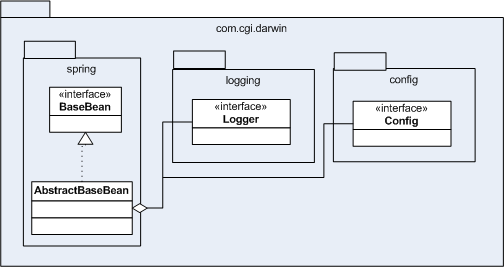 com.cgi.darwin
spring
logging
config
«interface»
BaseBean
«interface»
Logger
«interface»
Config
AbstractBaseBean